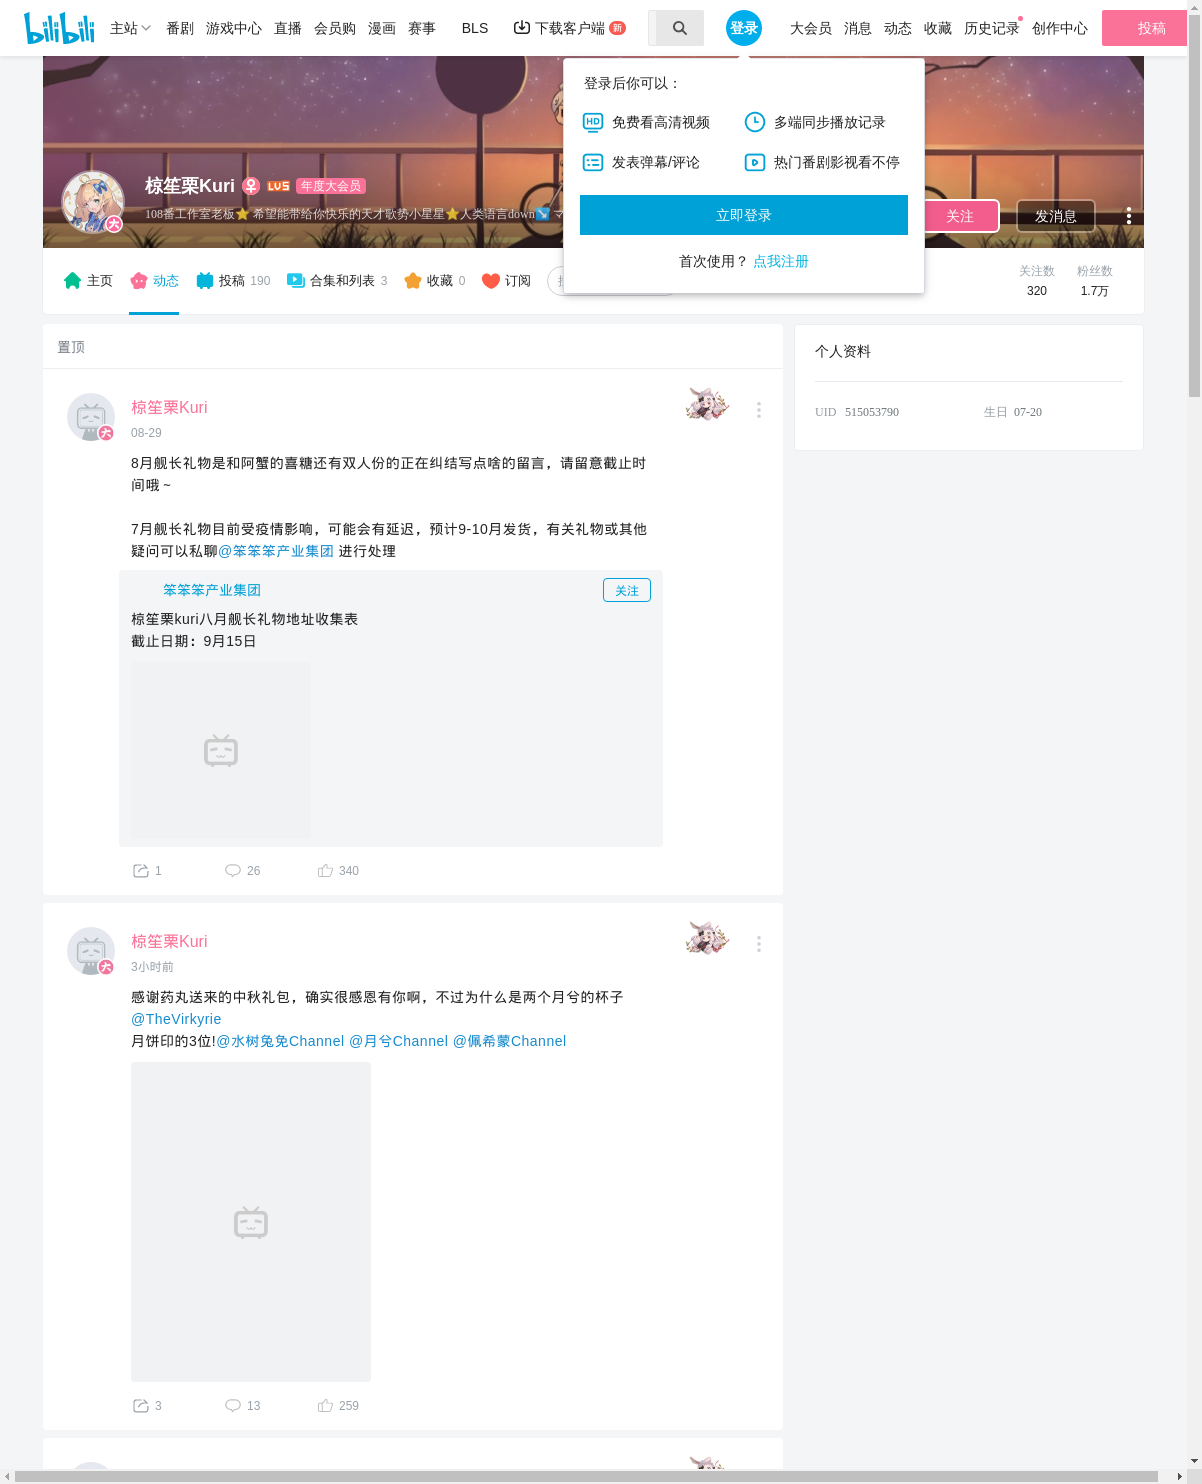 bilibili 主站 番剧 游戏中心 直播 会员购 漫画 赛事 BLS 下载客户端 新 登录 大会员 消息 动态 收藏 历史记录 创作中心 投稿
登录后你可以：
HD 免费看高清视频 多端同步播放记录
发表弹幕/评论 热门番剧影视看不停
立即登录
首次使用？ 点我注册
椋笙栗Kuri LV5 年度大会员
大 108番工作室老板⭐ 希望能带给你快乐的天才歌势小星星⭐人类语言down↘️
关注 发消息
主页 动态 投稿 190 合集和列表 3 收藏 0 订阅
关注数 粉丝数
320 1.7万
置顶
个人资料
UID 515053790 生日 07-20
椋笙栗Kuri
大 08-29
8月舰长礼物是和阿蟹的喜糖还有双人份的正在纠结写点啥的留言，请留意截止时
间哦～
7月舰长礼物目前受疫情影响，可能会有延迟，预计9-10月发货，有关礼物或其他
疑问可以私聊@笨笨笨产业集团 进行处理
笨笨笨产业集团 关注
椋笙栗kuri八月舰长礼物地址收集表
截止日期：9月15日
1 26 340
椋笙栗Kuri
大 3小时前
感谢药丸送来的中秋礼包，确实很感恩有你啊，不过为什么是两个月兮的杯子
@TheVirkyrie
月饼印的3位!@水树兔兔Channel @月兮Channel @佩希蒙Channel
3 13 259